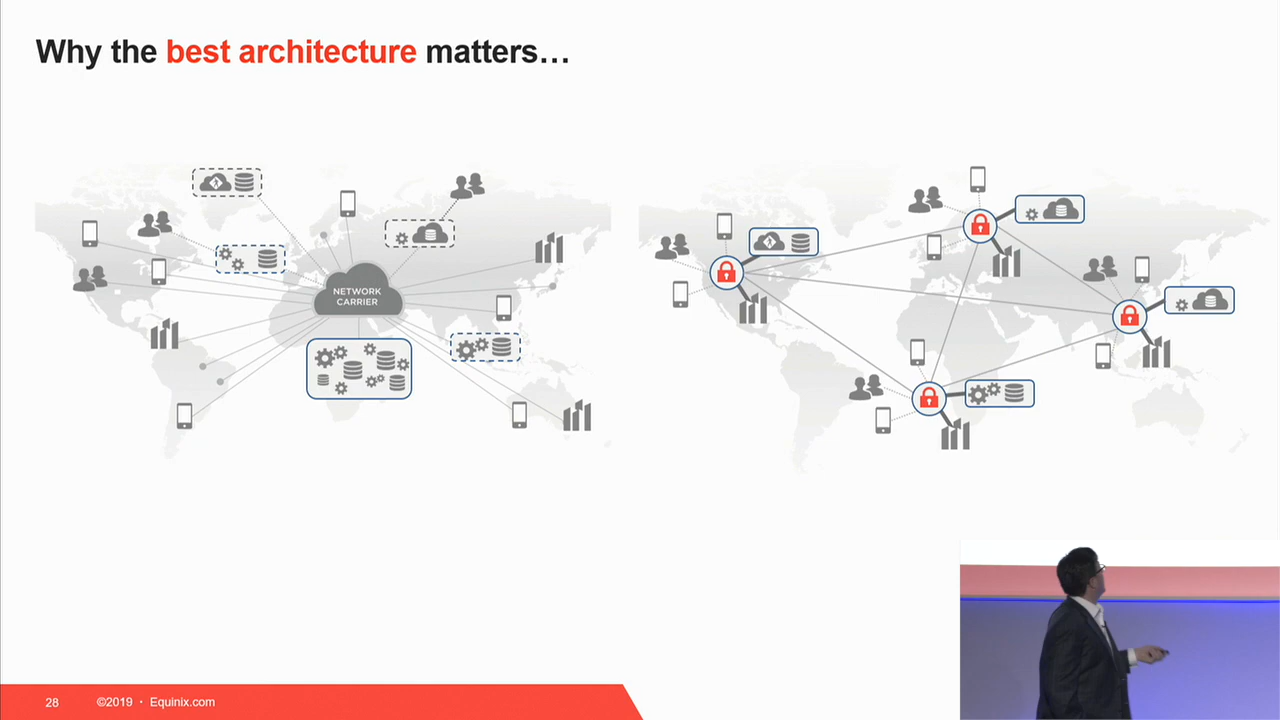 Why the best architecture matters…
NETWORK
CARRIER
28 ©2019 · Equinix.com